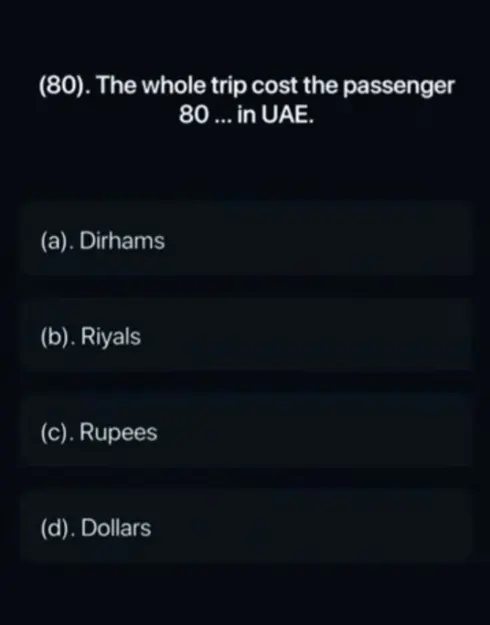 (80). The whole trip cost the passenger
80 ... in UAE.
(a). Dirhams
(b). Riyals
(c). Rupees
(d). Dollars